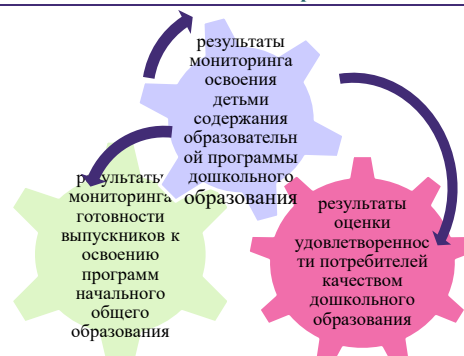 результаты
мониторинга
освоения
детьми
содержания
образовательн
ой программы
дошкольного
образования
результаты
мониторинга
готовности
выпускников к
освоению
программ
начального
общего
образования
результаты
оценки
удовлетвореннос
ти потребителей
качеством
дошкольного
образования